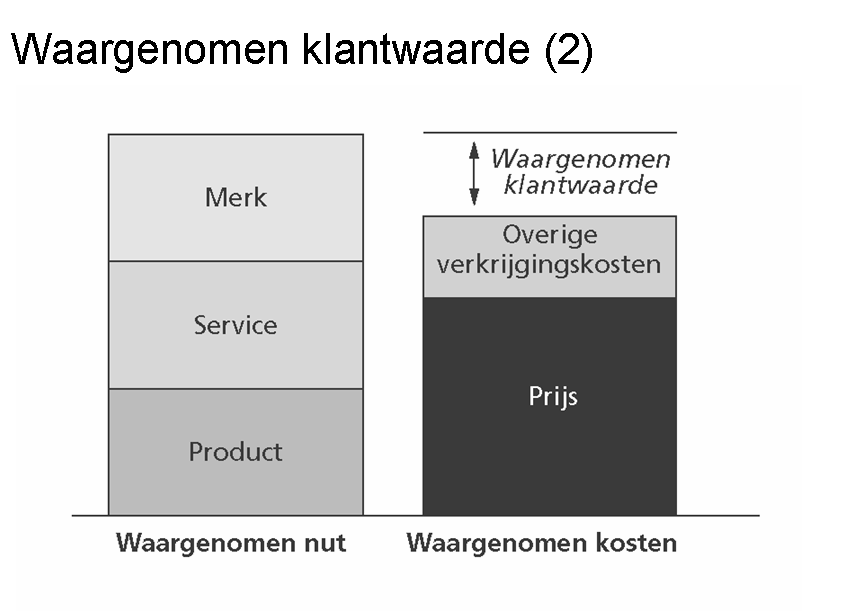 Waargenomen klantwaarde (2)
Merk
Service
Product
Waargenomen
klantwaarde
Overige
verkrijgingskosten
Prijs
Waargenomen nut
Waargenomen kosten